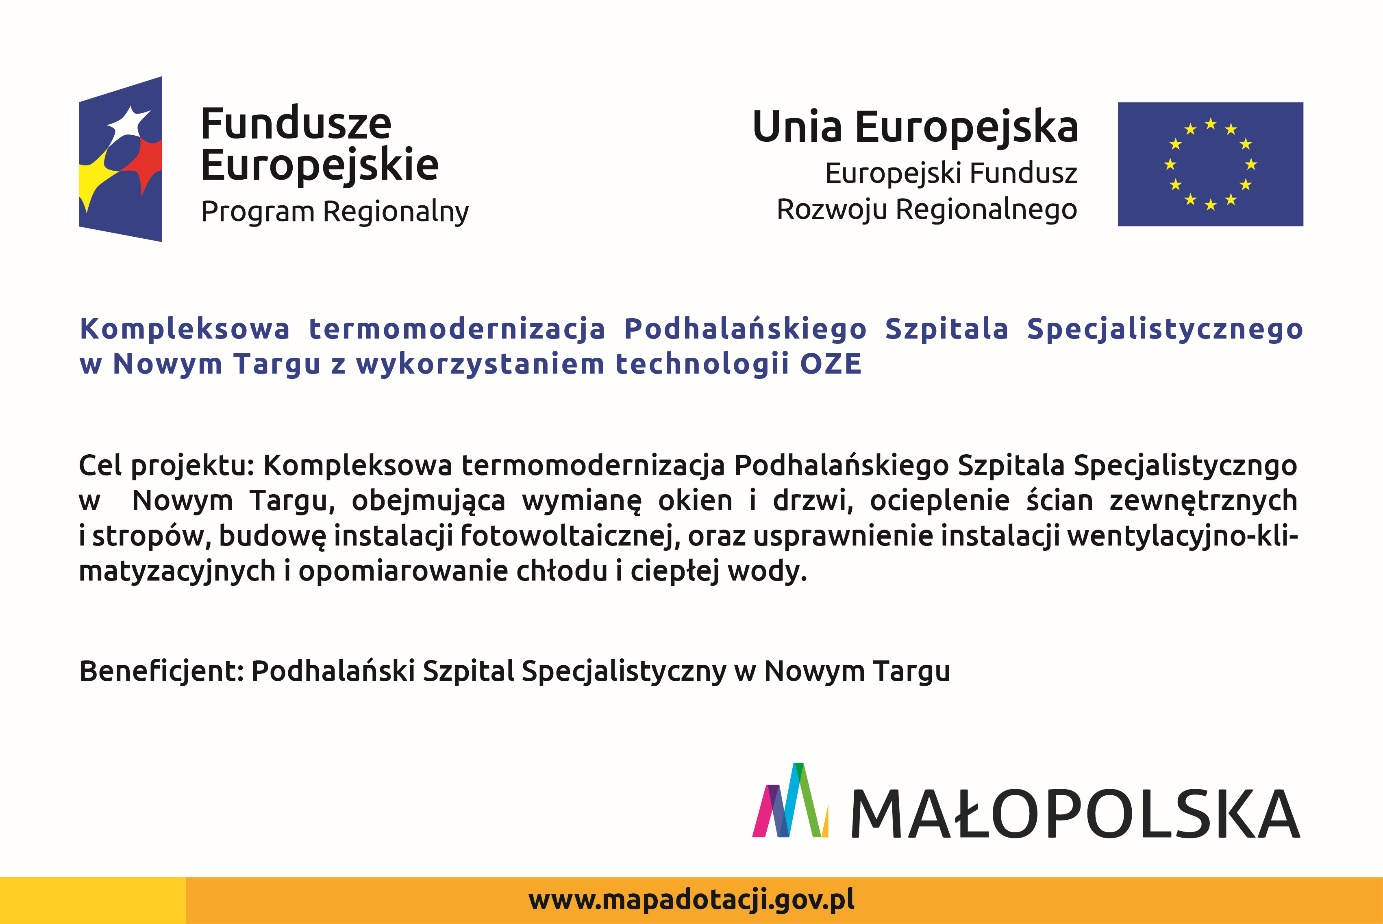 Fundusze
Europejskie
Program Regionalny
Unia Europejska
Europejski Fundusz
Rozwoju Regionalnego
Kompleksowa termomodernizacja Podhalańskiego Szpitala Specjalistycznego
w Nowym Targu z wykorzystaniem technologii OZE
Cel projektu: Kompleksowa termomodernizacja Podhalańskiego Szpitala Specjalistyczngo
w Nowym Targu, obejmująca wymianę okien i drzwi, ocieplenie ścian zewnętrznych
i stropów, budowę instalacji fotowoltaicznej, oraz usprawnienie instalacji wentylacyjno-kli-
matyzacyjnych i opomiarowanie chłodu i ciepłej wody.
Beneficjent: Podhalański Szpital Specjalistyczny w Nowym Targu
MAŁOPOLSKA
www.mapadotacji.gov.pl